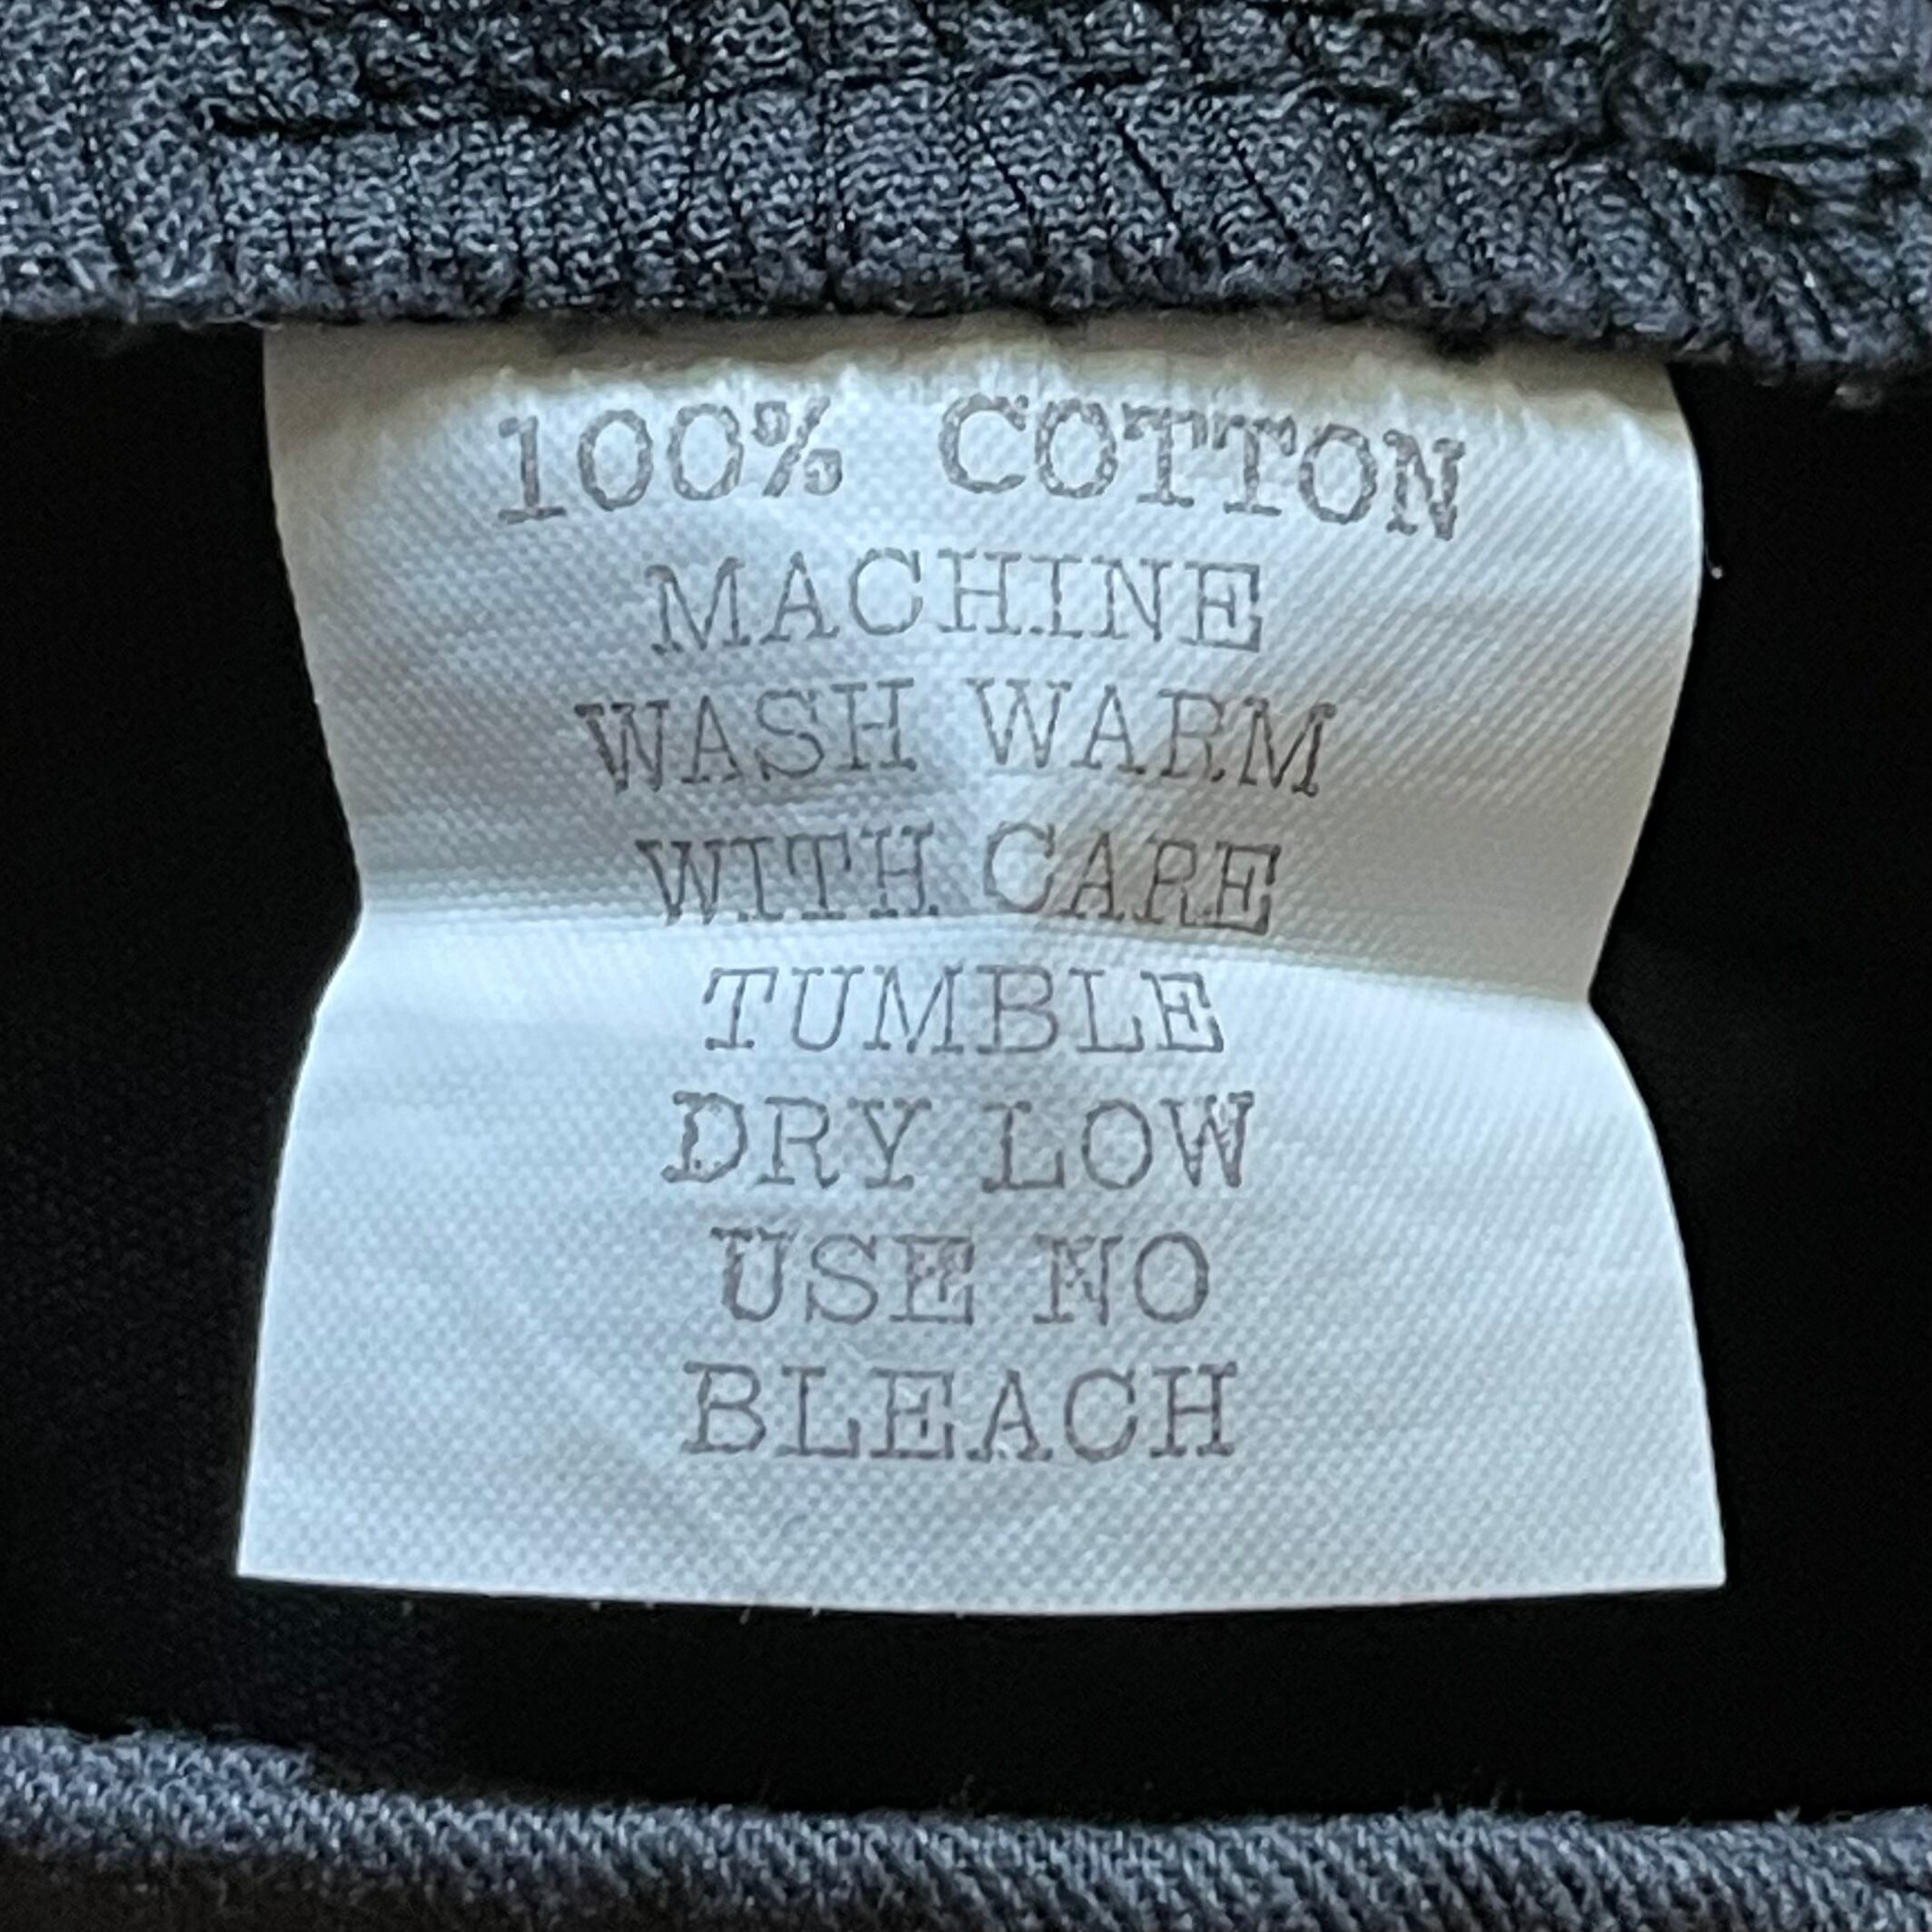 100% COTTON
MACHINE
WASH WARM
WITH CARE
TUMBLE
DRY LOW
USE NO
BLEACH